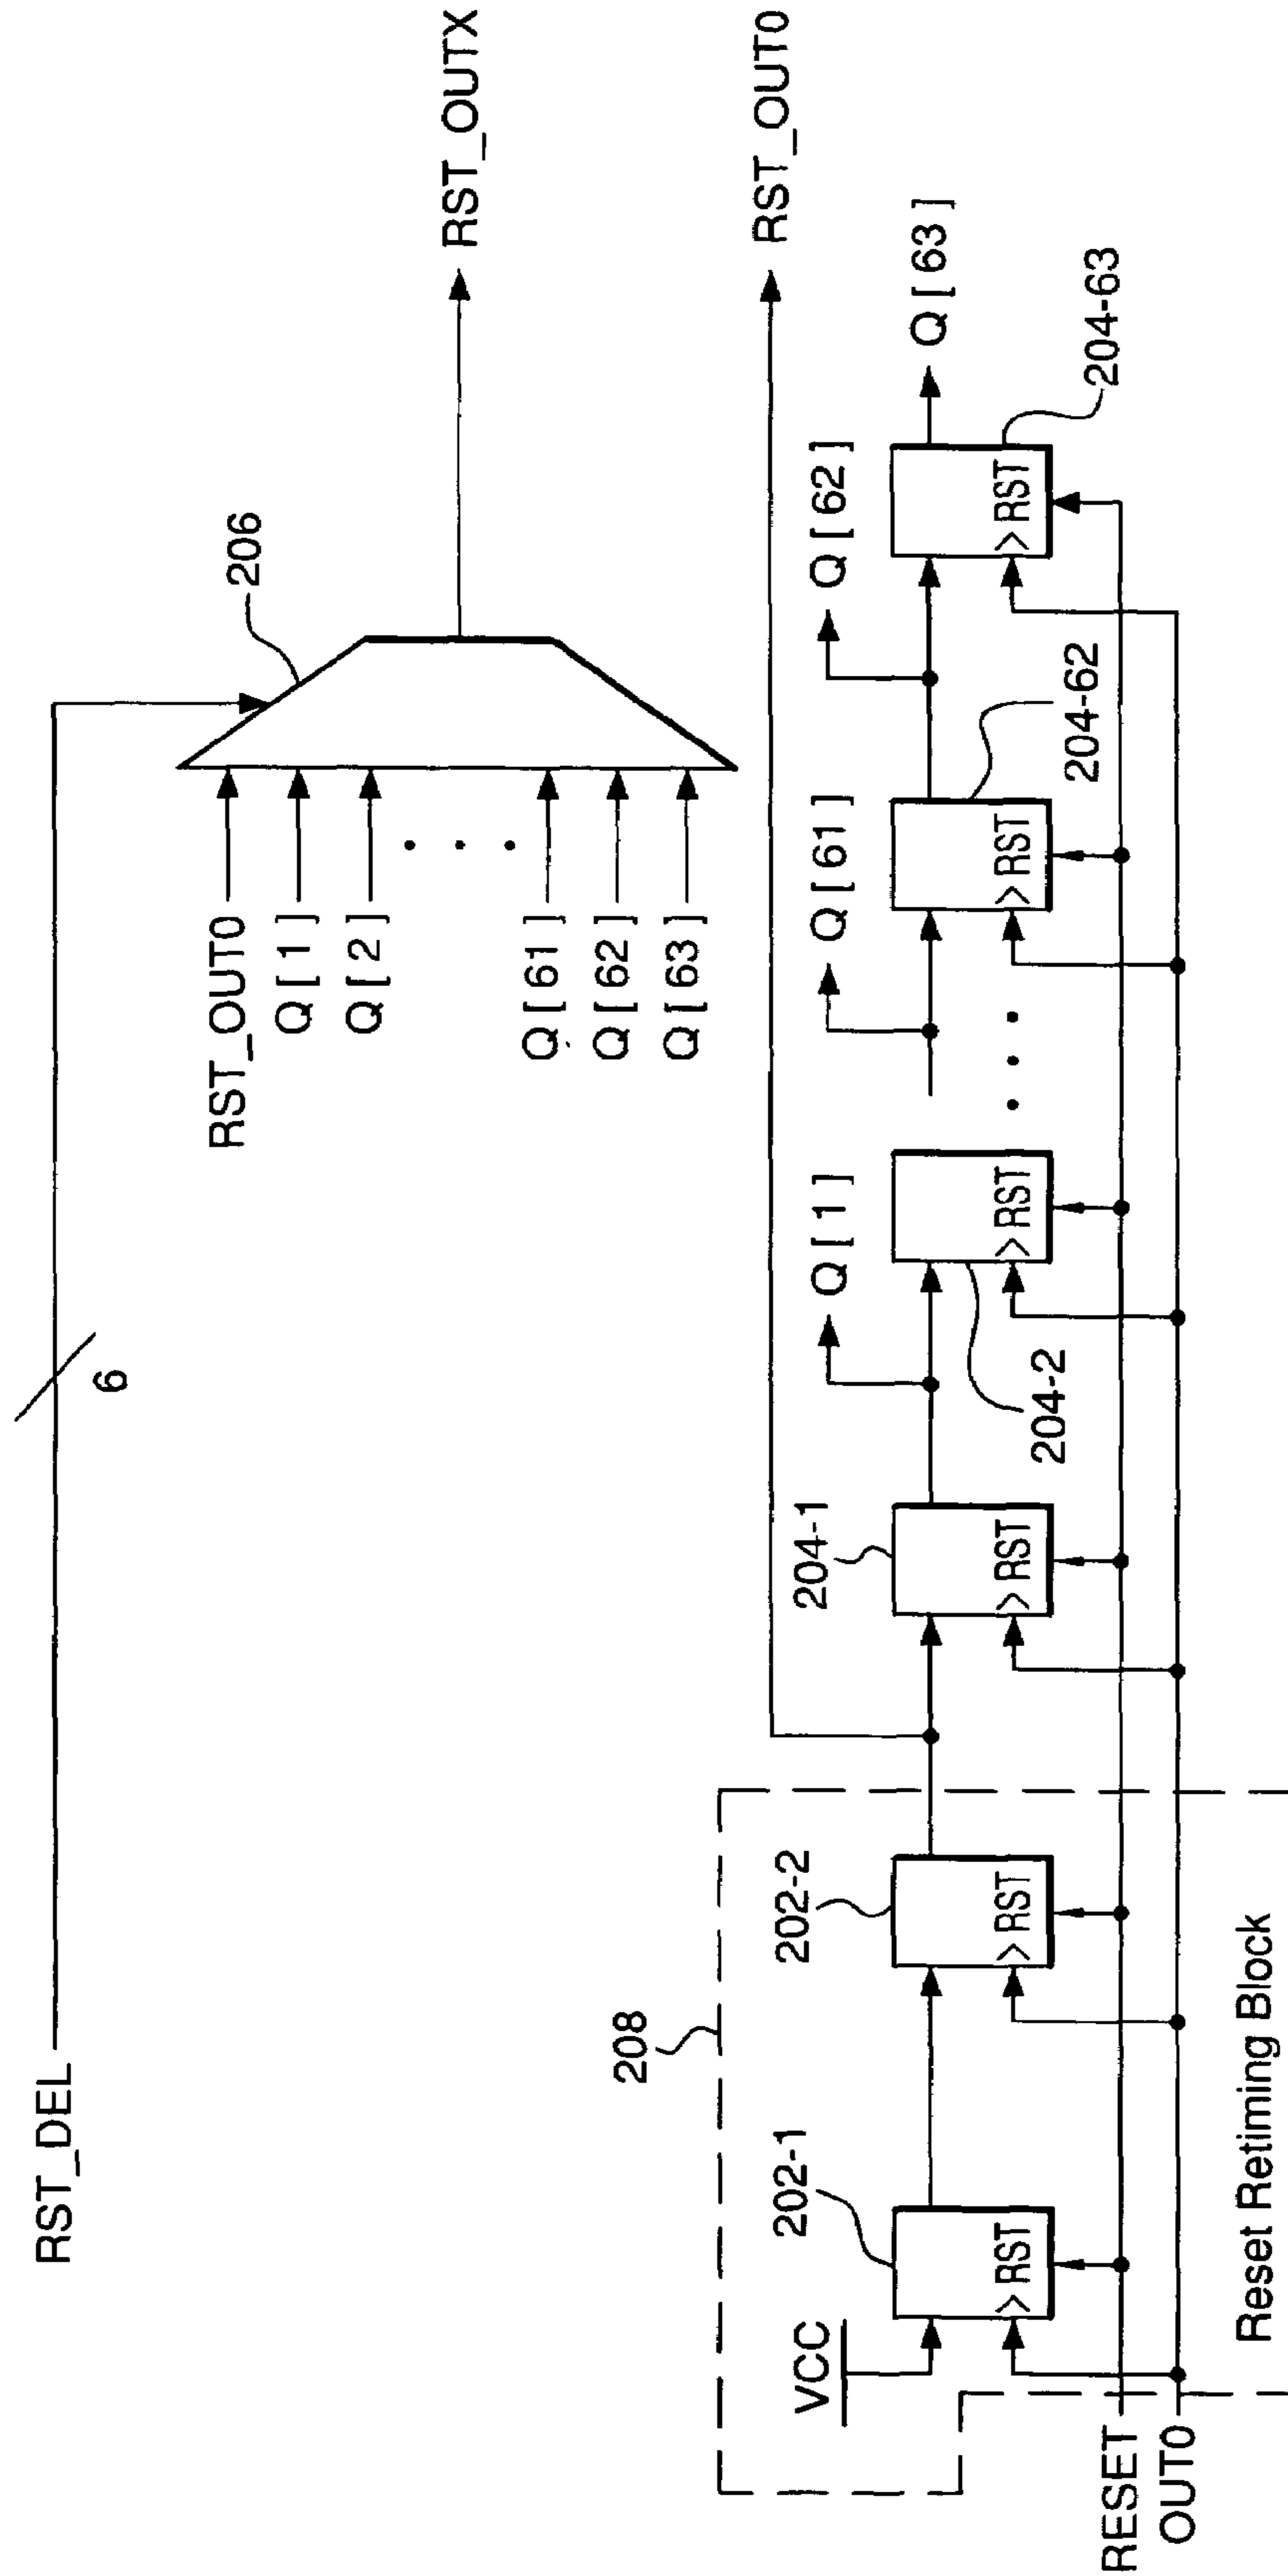 RST_DEL
6
206
RST_OUT0
Q[1]
Q[2]
Q[61]
Q[62]
Q[63]
RST_OUTX
RST_OUT0
208
VCC
202-1
>RST
202-2
>RST
204-1
>RST
Q[1]
204-2
>RST
Q[61]
204-62
>RST
Q[62]
204-63
>RST
Q[63]
RESET
OUT0
Reset Retiming Block